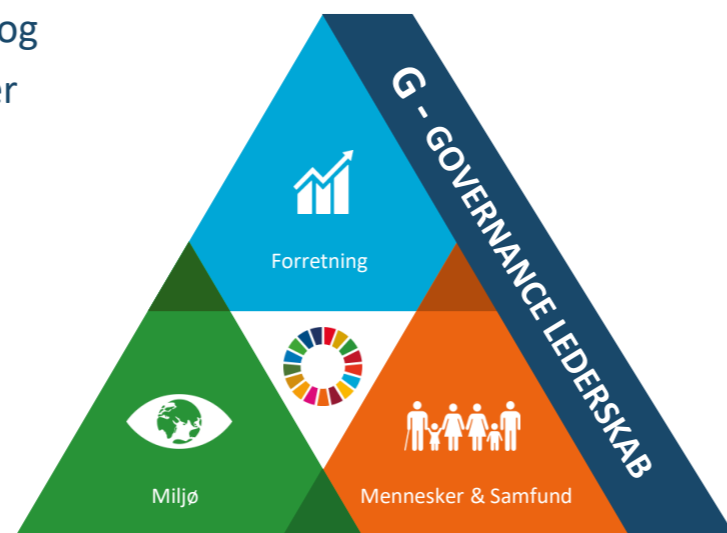 og
er
G - GOVERNANCE LEDERSKAB
Forretning
Miljø
Mennesker & Samfund